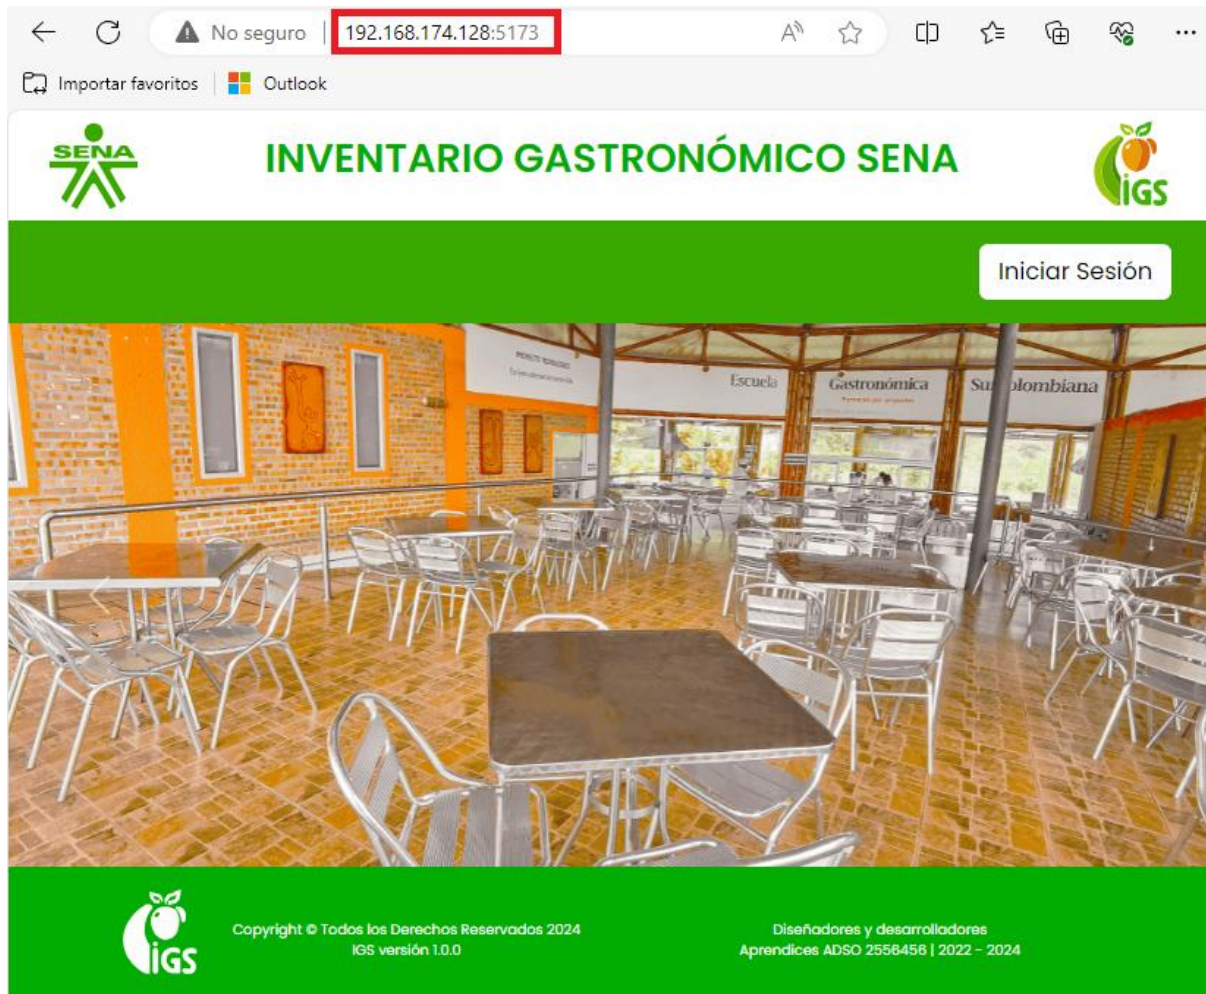 No seguro
192.168.174.128:5173
Importar favoritos
Outlook
SENA
INVENTARIO GASTRONÓMICO SENA
iGS
Iniciar Sesión
Escuela
Gastronómica
iGS
Copyright © Todos los Derechos Reservados 2024
IGS versión 1.0.0
Diseñadores y desarrolladores
Aprendices ADSO 2556456 | 2022 - 2024